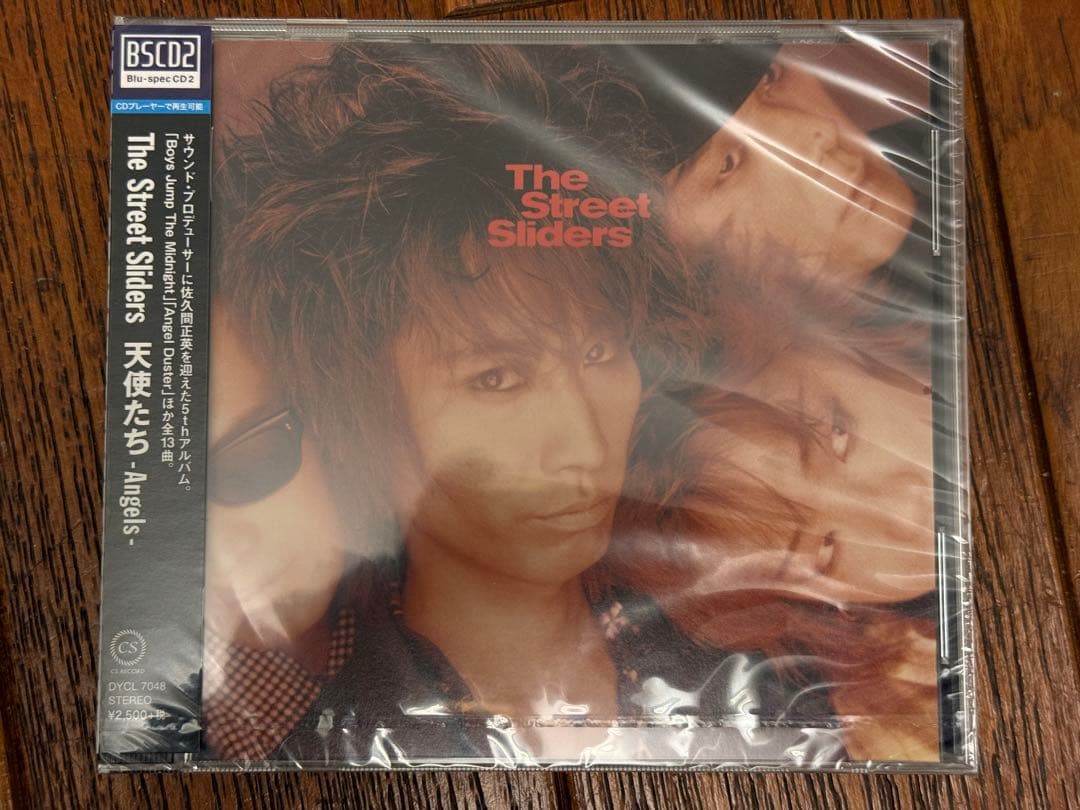 BSCD2
Blu-spec CD2
CDプレーヤーで再生可能
サウンド・プロデューサーに佐久間正英を迎えた5thアルバム。
「Boys Jump The Midnight」「Angel Duster」ほか全13曲。
The Street Sliders 天使たち -Angels-
CS
CS RECORD
DYCL 7048
STEREO
¥2,500+税
The
Street
Sliders